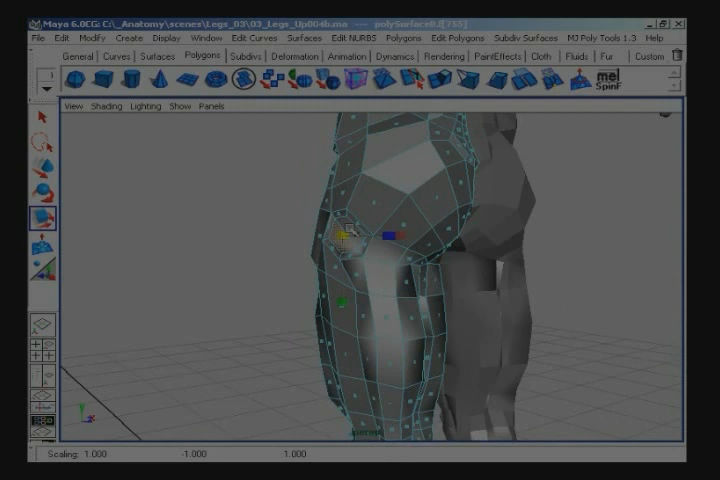 Maya 6.0CG: C:\_Anatomy\scenes\Legs_03\03_Legs_Up004b.ma --- polySurface8.f[755]
File Edit Modify Create Display Window Edit Curves Surfaces Edit NURBS Polygons Edit Polygons Subdiv Surfaces MJ Poly Tools 1.3 Help
General Curves Surfaces Polygons Subdivs Deformation Animation Dynamics Rendering PaintEffects Cloth Fluids Fur Custom
mel
SpinF
View Shading Lighting Show Panels
Scaling: 1.000 -1.000 1.000